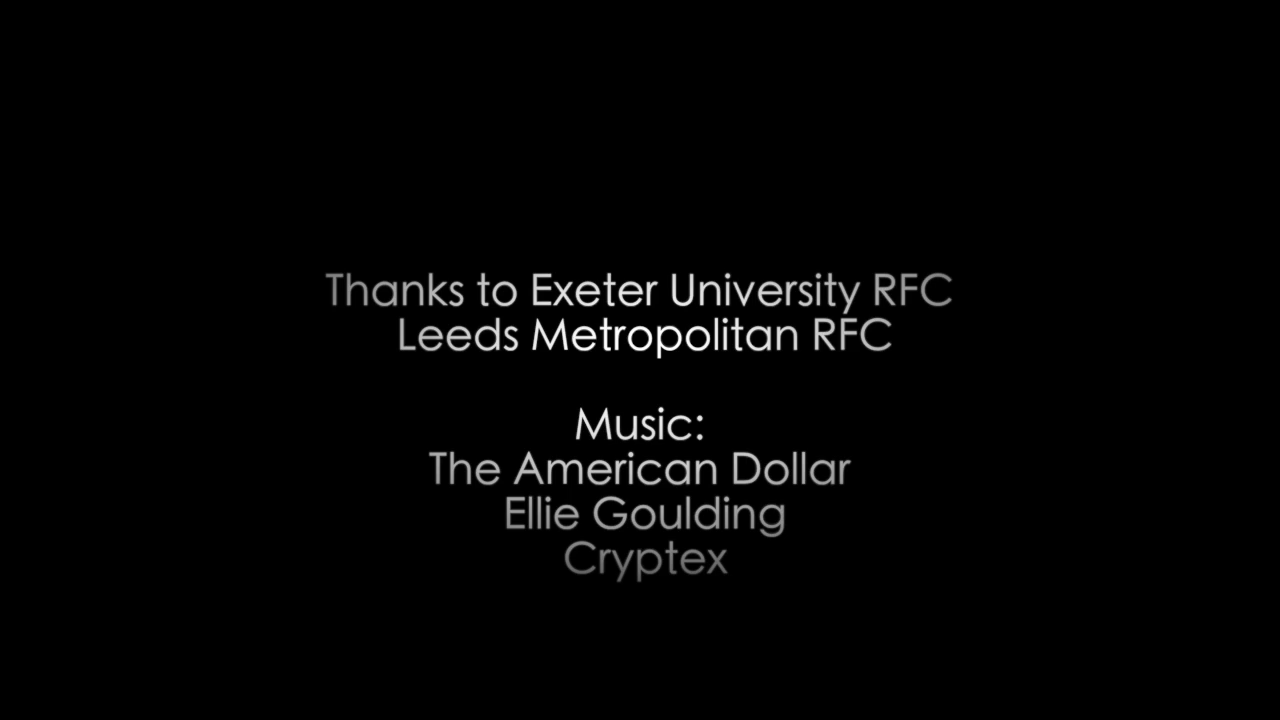 Thanks to Exeter University RFC
Leeds Metropolitan RFC
Music:
The American Dollar
Ellie Goulding
Cryptex